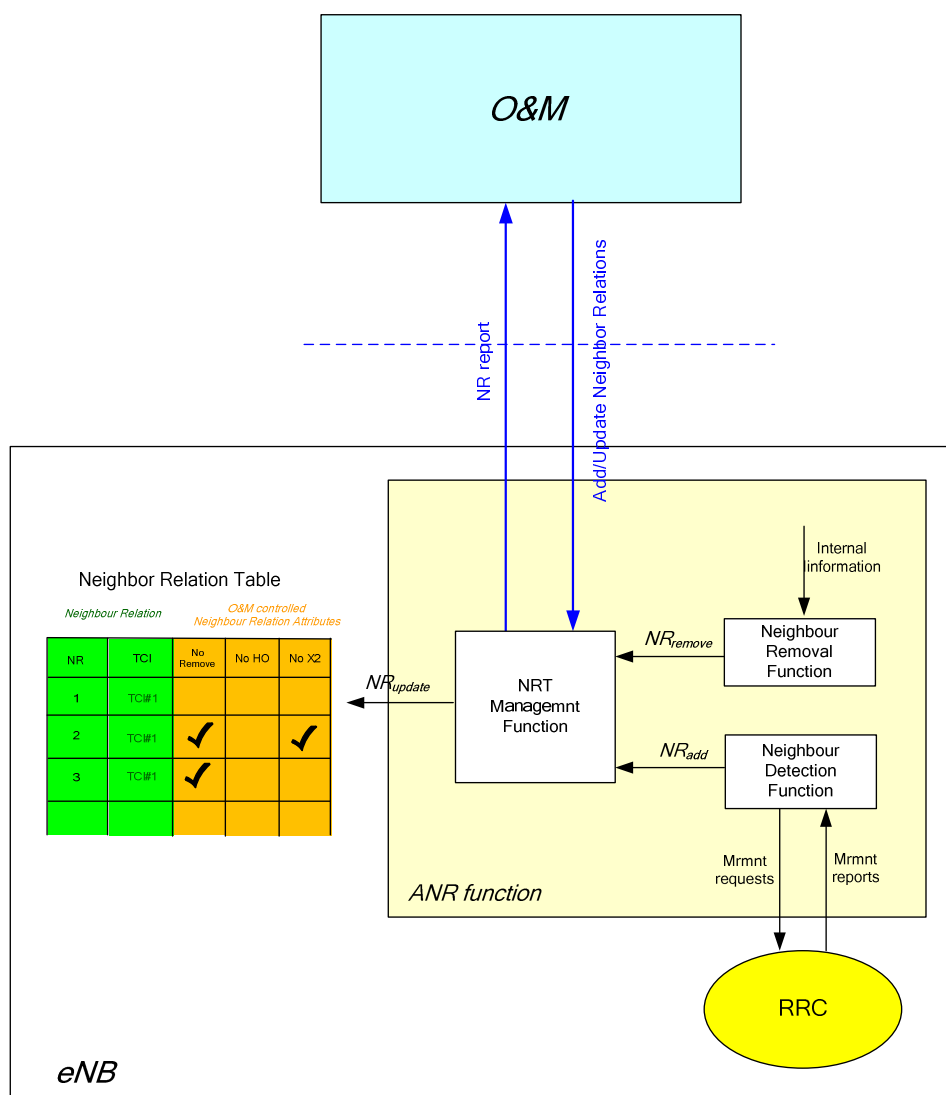 O&M
NR report
Add/Update Neighbor Relations
Internal
Iinformation
Neighbor Relation Table
Neighbour Relation
O&M controlled
Neighbour Relation Attributes
NR TCI No Remove No HO No X2
1 TCI#1
2 TCI#1
3 TCI#1
NRupdate
NRT
Managemnt
Function
NRremove
Neighbour
Removal
Function
NRadd
Neighbour
Detection
Function
Mrmnt
requests
Mrmnt
reports
ANR function
RRC
eNB